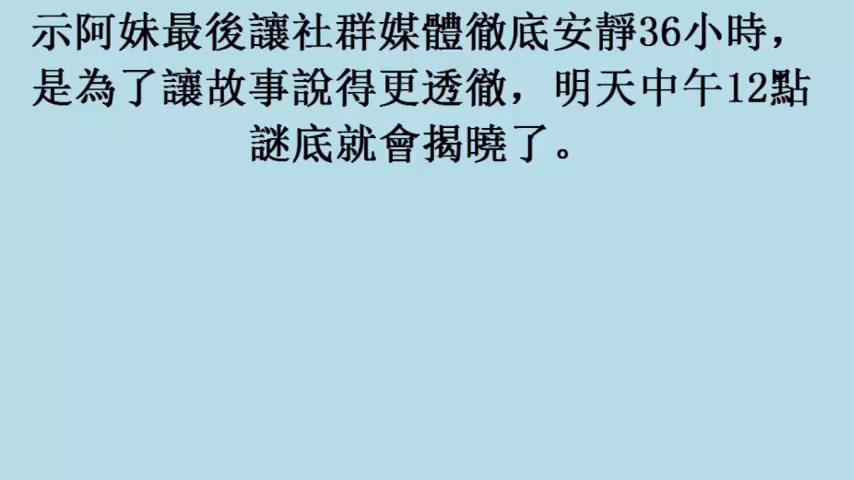 示阿妹最後讓社群媒體徹底安靜36小時，
是為了讓故事說得更透徹，明天中午12點
謎底就會揭曉了。